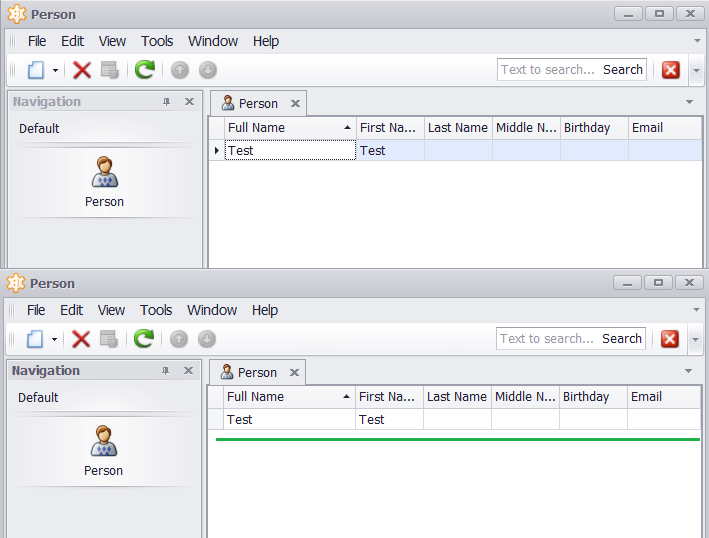 Person
File Edit View Tools Window Help
Text to search... Search
Navigation
Person
Default
Full Name First Na... Last Name Middle N... Birthday Email
Test Test
Person
Person
File Edit View Tools Window Help
Text to search... Search
Navigation
Person
Default
Full Name First Na... Last Name Middle N... Birthday Email
Test Test
Person